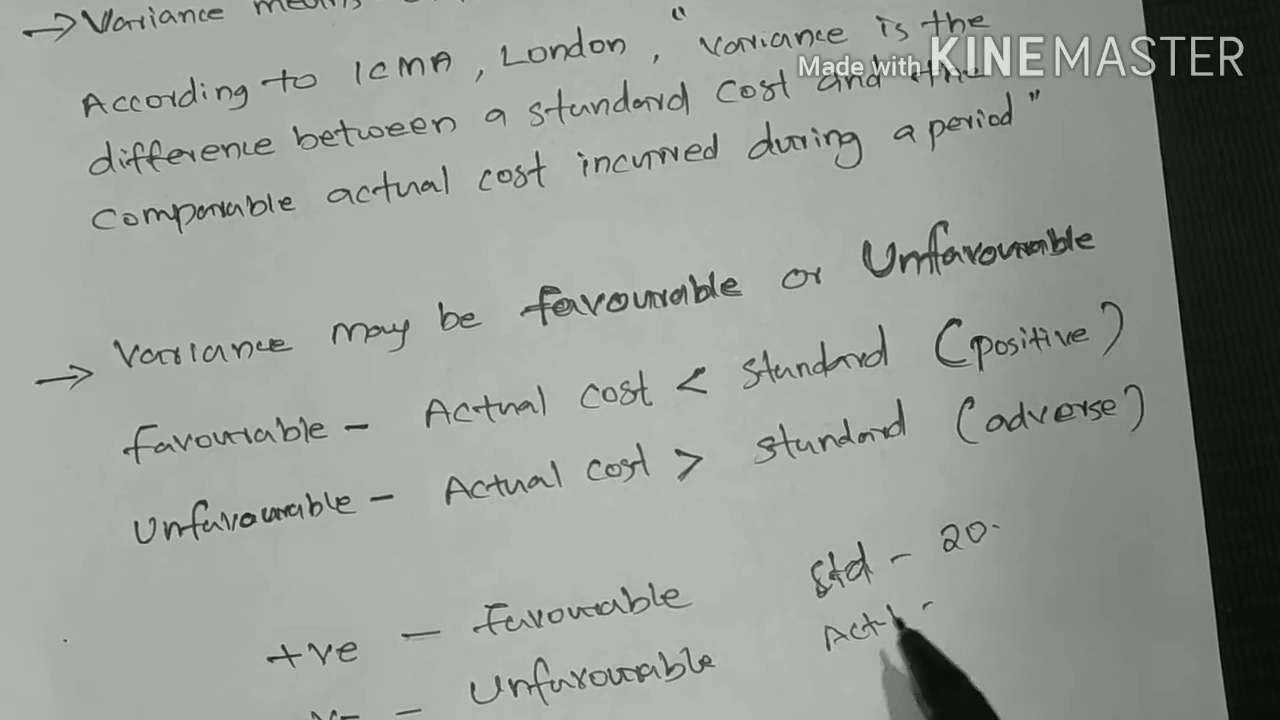 → Variance means
According to ICMA, London, "Variance is the
Made with KINEMASTER
difference between a standard cost and the
comparable actual cost incurred during a period"
→ Variance may be favourable or Unfavourable
favourable - Actual cost < standard (positive)
Unfavourable - Actual cost > standard (adverse)
Std - 20.
+ve - favourable
Act -
- Unfavourable